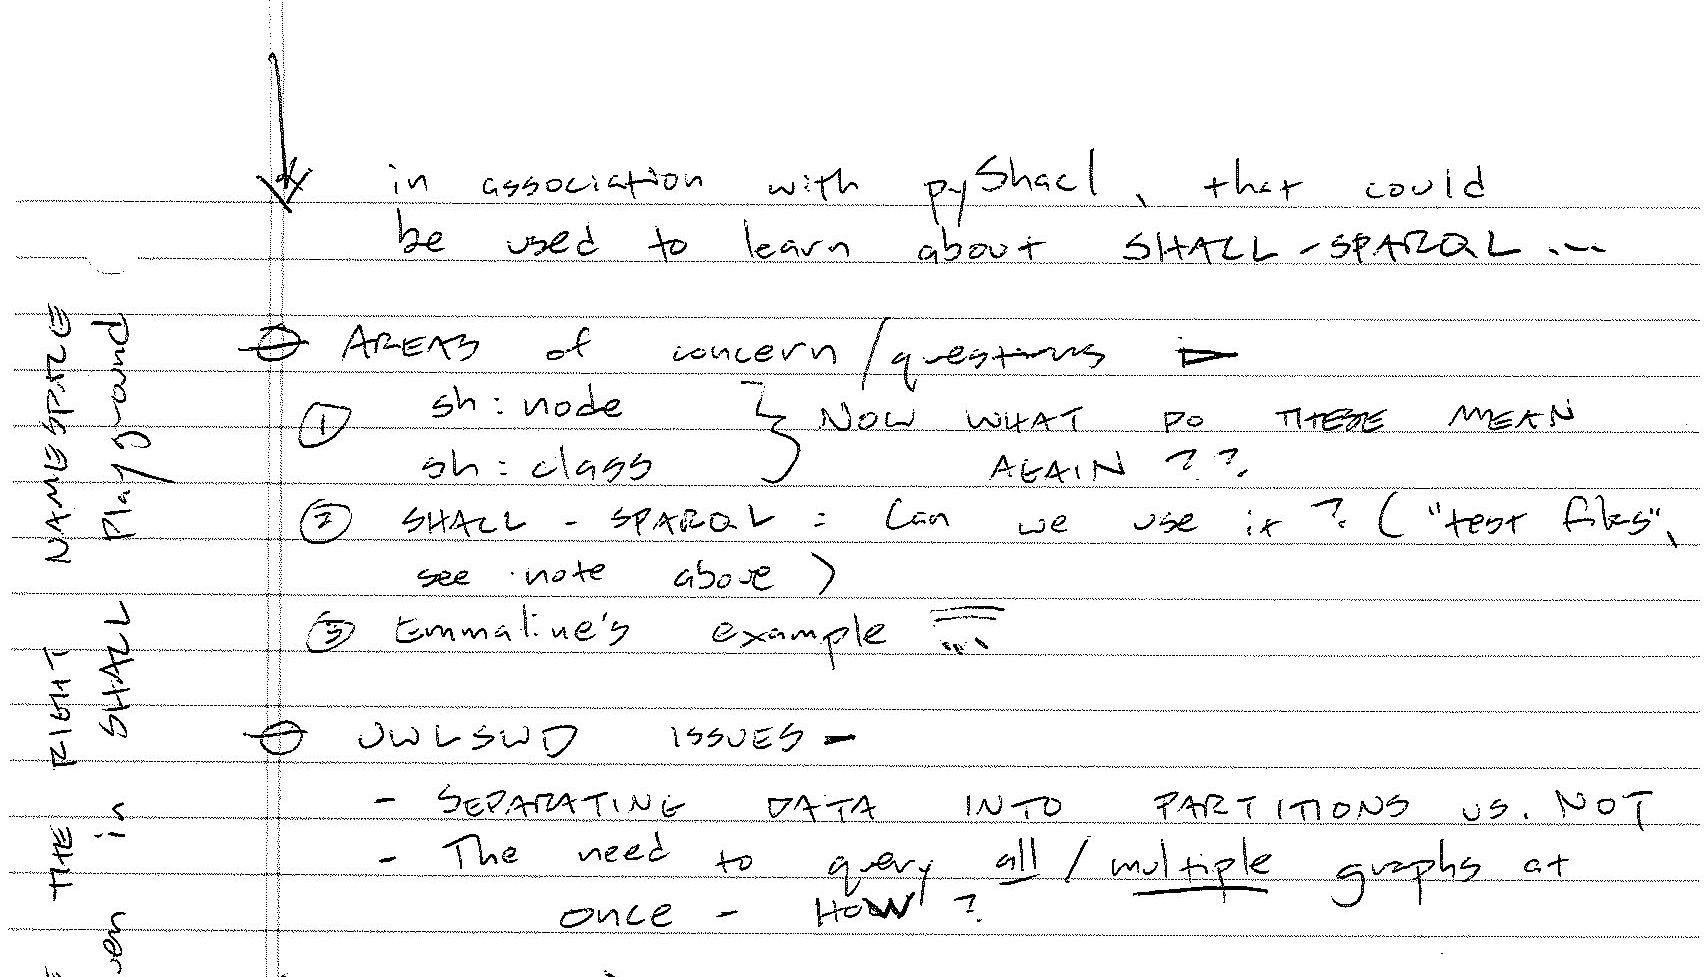 in association with pyShacl, that could
be used to learn about SHACL-SPARQL ...
AREAS of concern/questions
① sh:node
sh:class
NOW WHAT DO THESE MEAN
AGAIN ??
② SHACL-SPARQL: Can we use it? ("test files",
see note above)
③ Emmaline's example
UWLSWD ISSUES -
- SEPARATING DATA INTO PARTITIONS VS. NOT
- The need to query all/multiple graphs at
once - HOW?
THE RIGHT NAMESPACE
in SHACL Playground